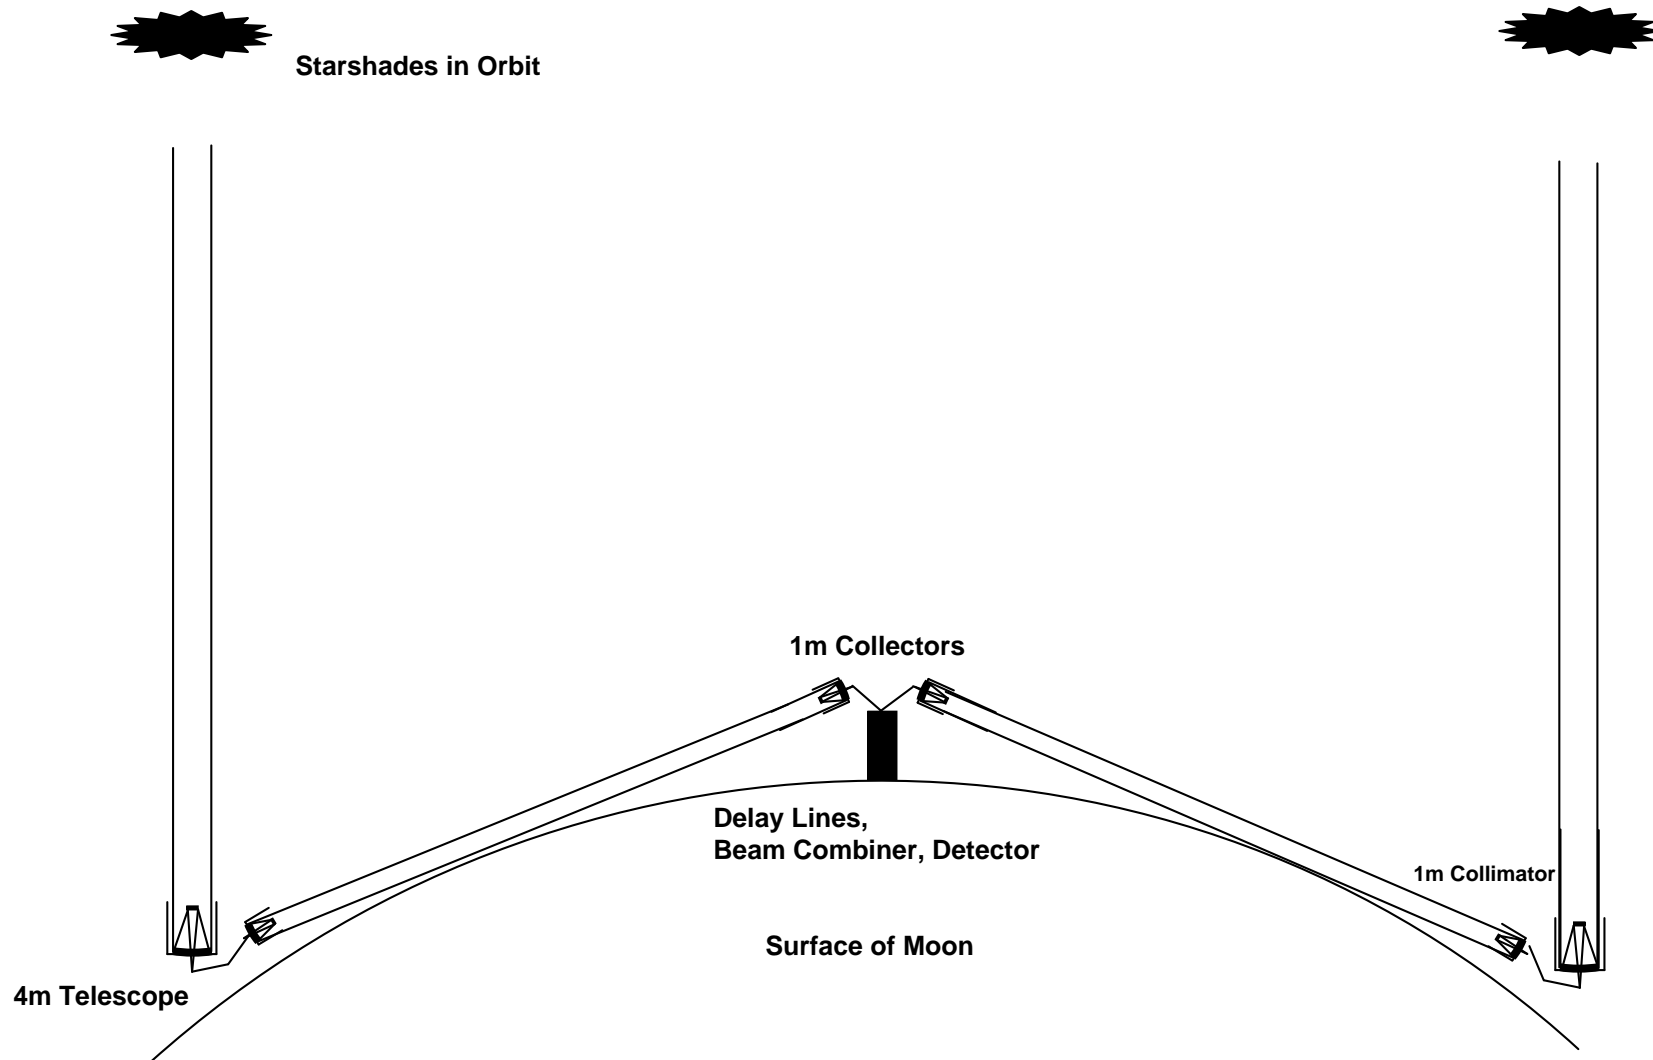 Starshades in Orbit
1m Collectors
Delay Lines,
Beam Combiner, Detector
1m Collimator
Surface of Moon
4m Telescope